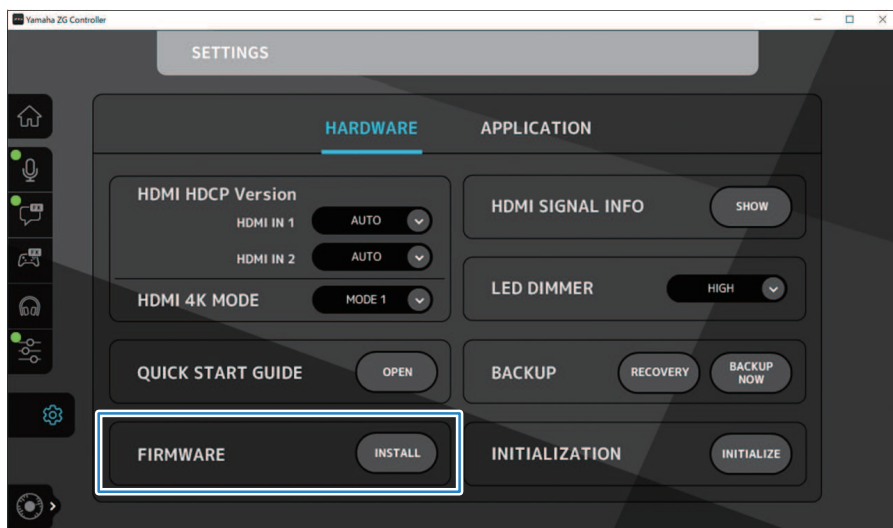 Yamaha ZG Controller
SETTINGS
HARDWARE
APPLICATION
HDMI HDCP Version
HDMI IN 1
AUTO
HDMI IN 2
AUTO
HDMI 4K MODE
MODE 1
HDMI SIGNAL INFO
SHOW
LED DIMMER
HIGH
QUICK START GUIDE
OPEN
BACKUP
RECOVERY
BACKUP
NOW
FIRMWARE
INSTALL
INITIALIZATION
INITIALIZE
FX
FX